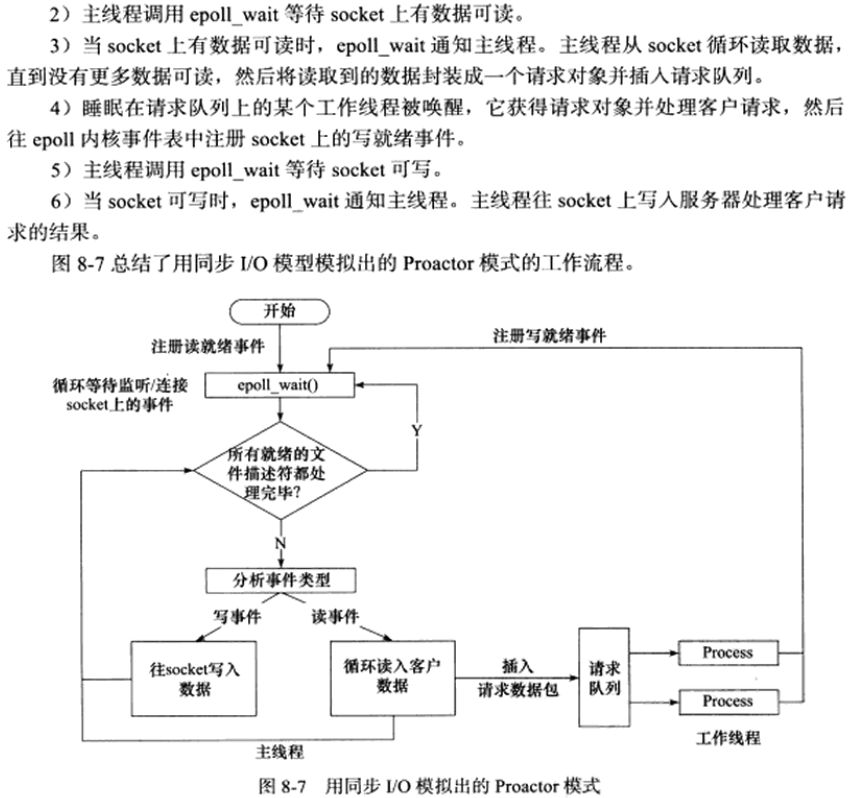 2）主线程调用 epoll_wait 等待 socket 上有数据可读。
3）当 socket 上有数据可读时，epoll_wait 通知主线程。主线程从 socket 循环读取数据，
直到没有更多数据可读，然后将读取到的数据封装成一个请求对象并插入请求队列。
4）睡眠在请求队列上的某个工作线程被唤醒，它获得请求对象并处理客户请求，然后
往 epoll 内核事件表中注册 socket 上的写就绪事件。
5）主线程调用 epoll_wait 等待 socket 可写。
6）当 socket 可写时，epoll_wait 通知主线程。主线程往 socket 上写入服务器处理客户请
求的结果。
图 8-7 总结了用同步 I/O 模型模拟出的 Proactor 模式的工作流程。
开始
注册读就绪事件
注册写就绪事件
循环等待监听/连接
socket上的事件
epoll_wait()
Y
所有就绪的文
件描述符都处
理完毕?
N
分析事件类型
写事件
读事件
往socket写入
数据
循环读入客户
数据
插入
请求数据包
请求
队列
Process
Process
工作线程
主线程
图 8-7 用同步 I/O 模拟出的 Proactor 模式